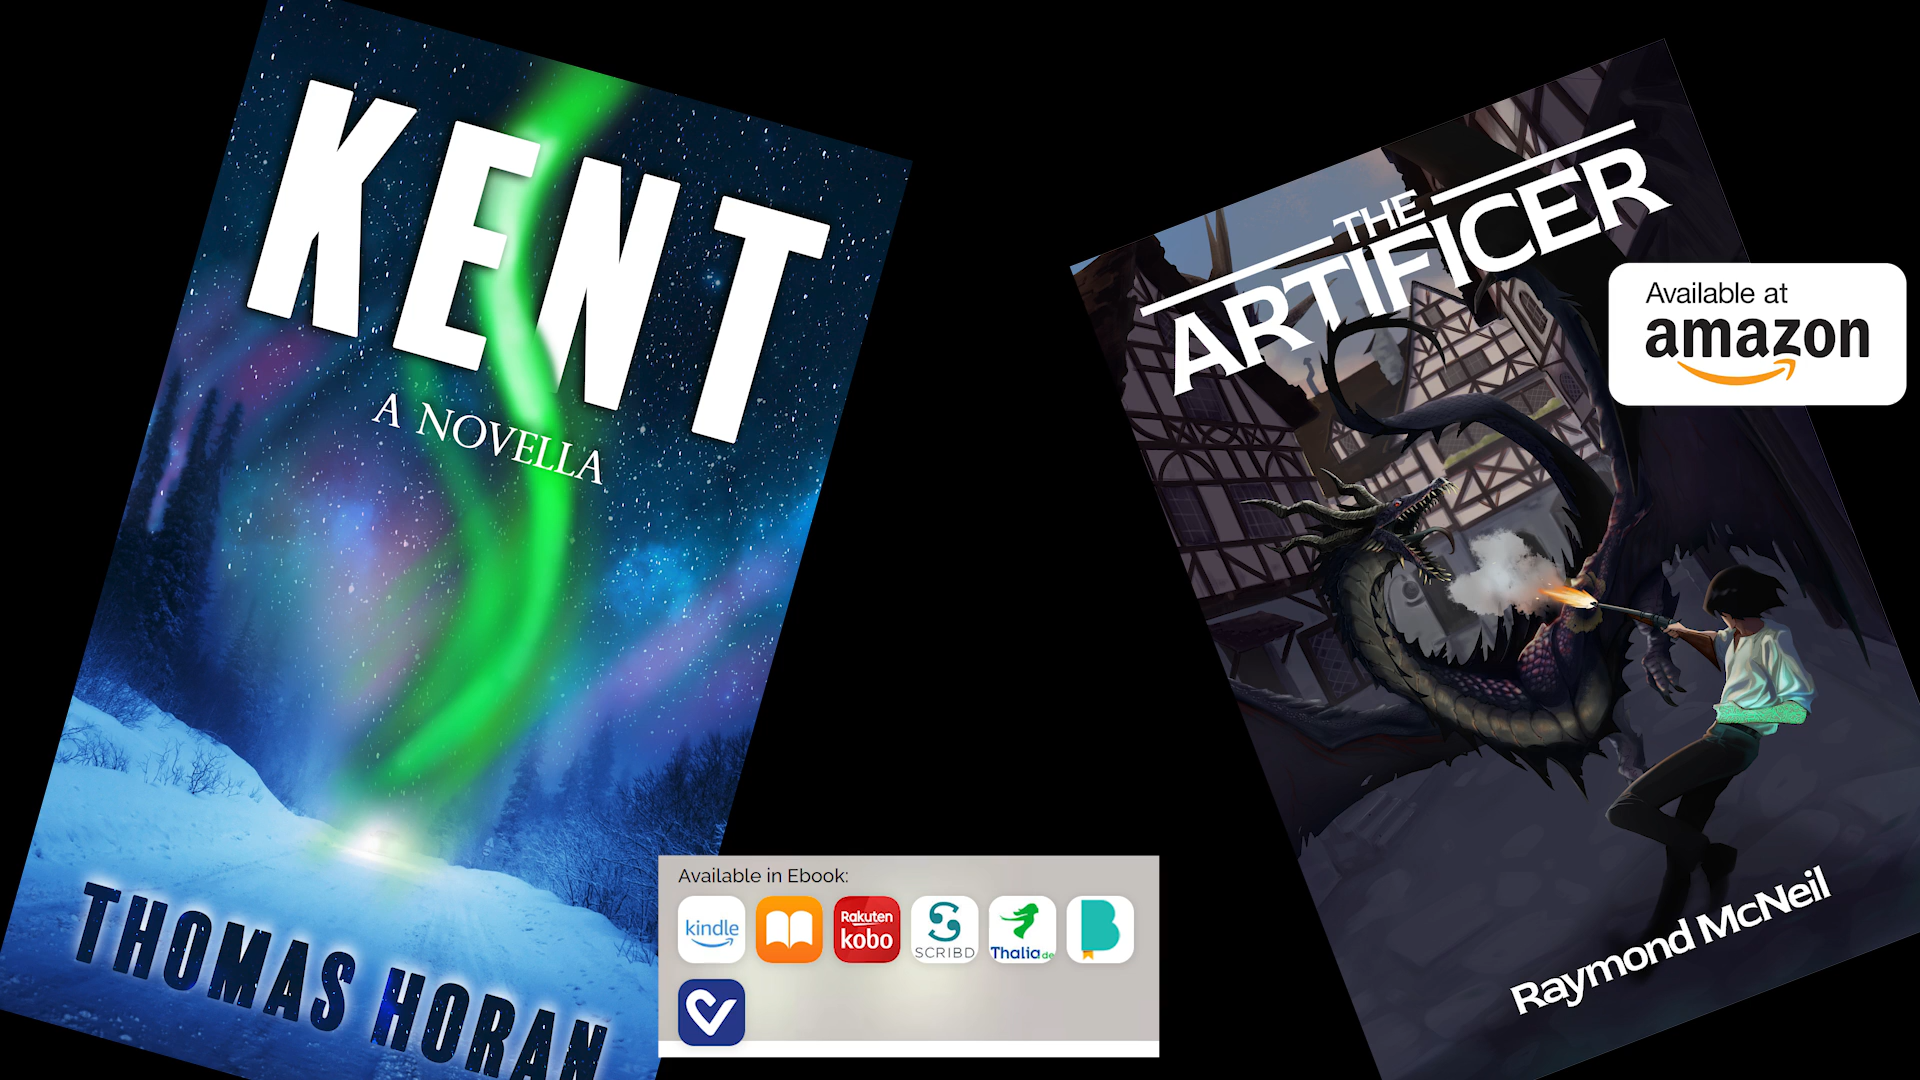 KENT
A NOVELLA
THOMAS HORAN
THE
ARTIFICER
Raymond McNeil
Available at
amazon
Available in Ebook:
kindle
Rakuten
kobo
SCRIBD
Thalia.de